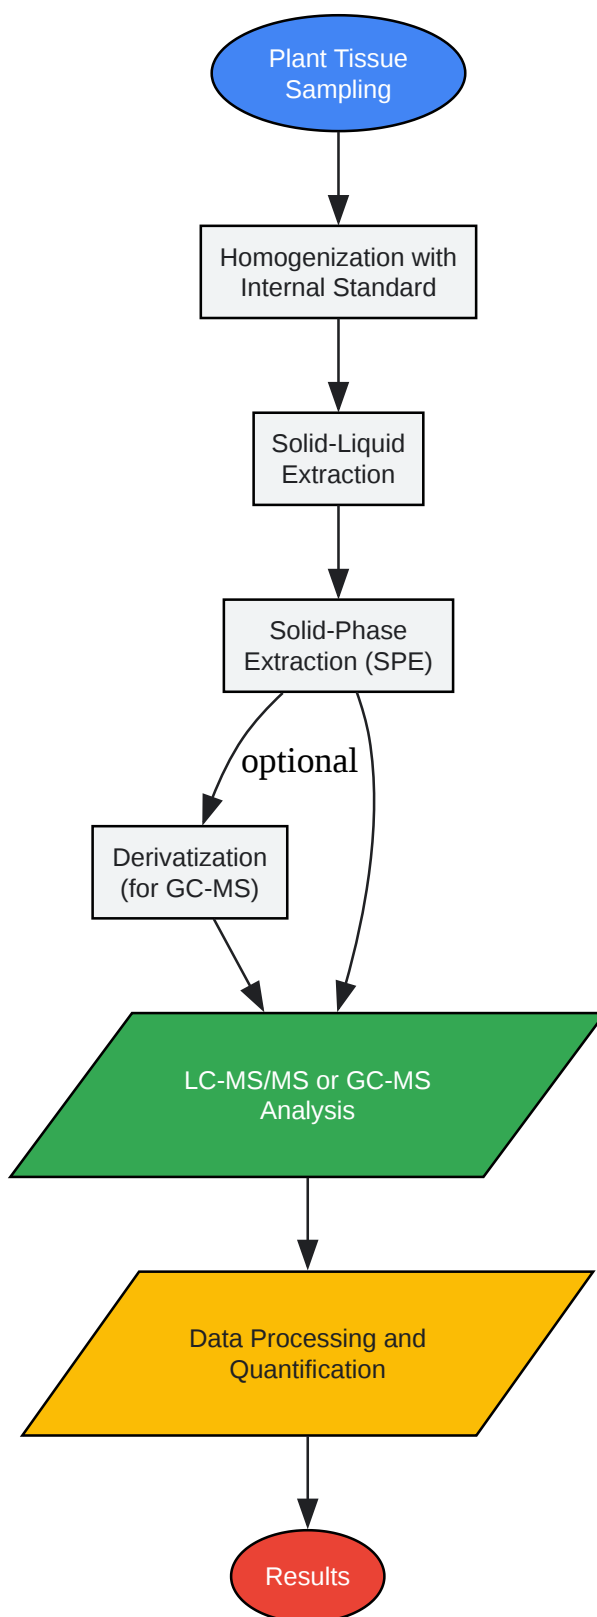 Plant Tissue
Sampling
Homogenization with
Internal Standard
Solid-Liquid
Extraction
Solid-Phase
Extraction (SPE)
optional
Derivatization
(for GC-MS)
LC-MS/MS or GC-MS
Analysis
Data Processing and
Quantification
Results